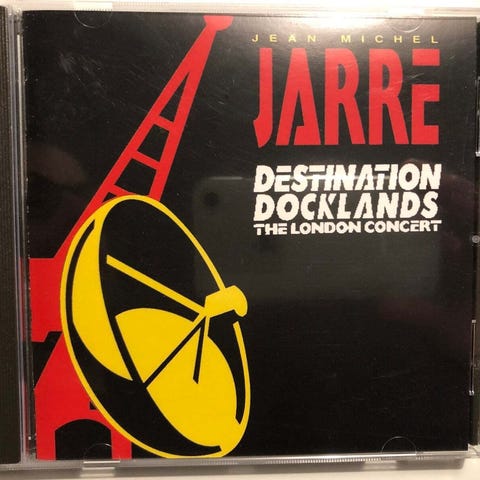 JEAN MICHEL
JARRE
DESTINATION
DOCKLANDS
THE LONDON CONCERT